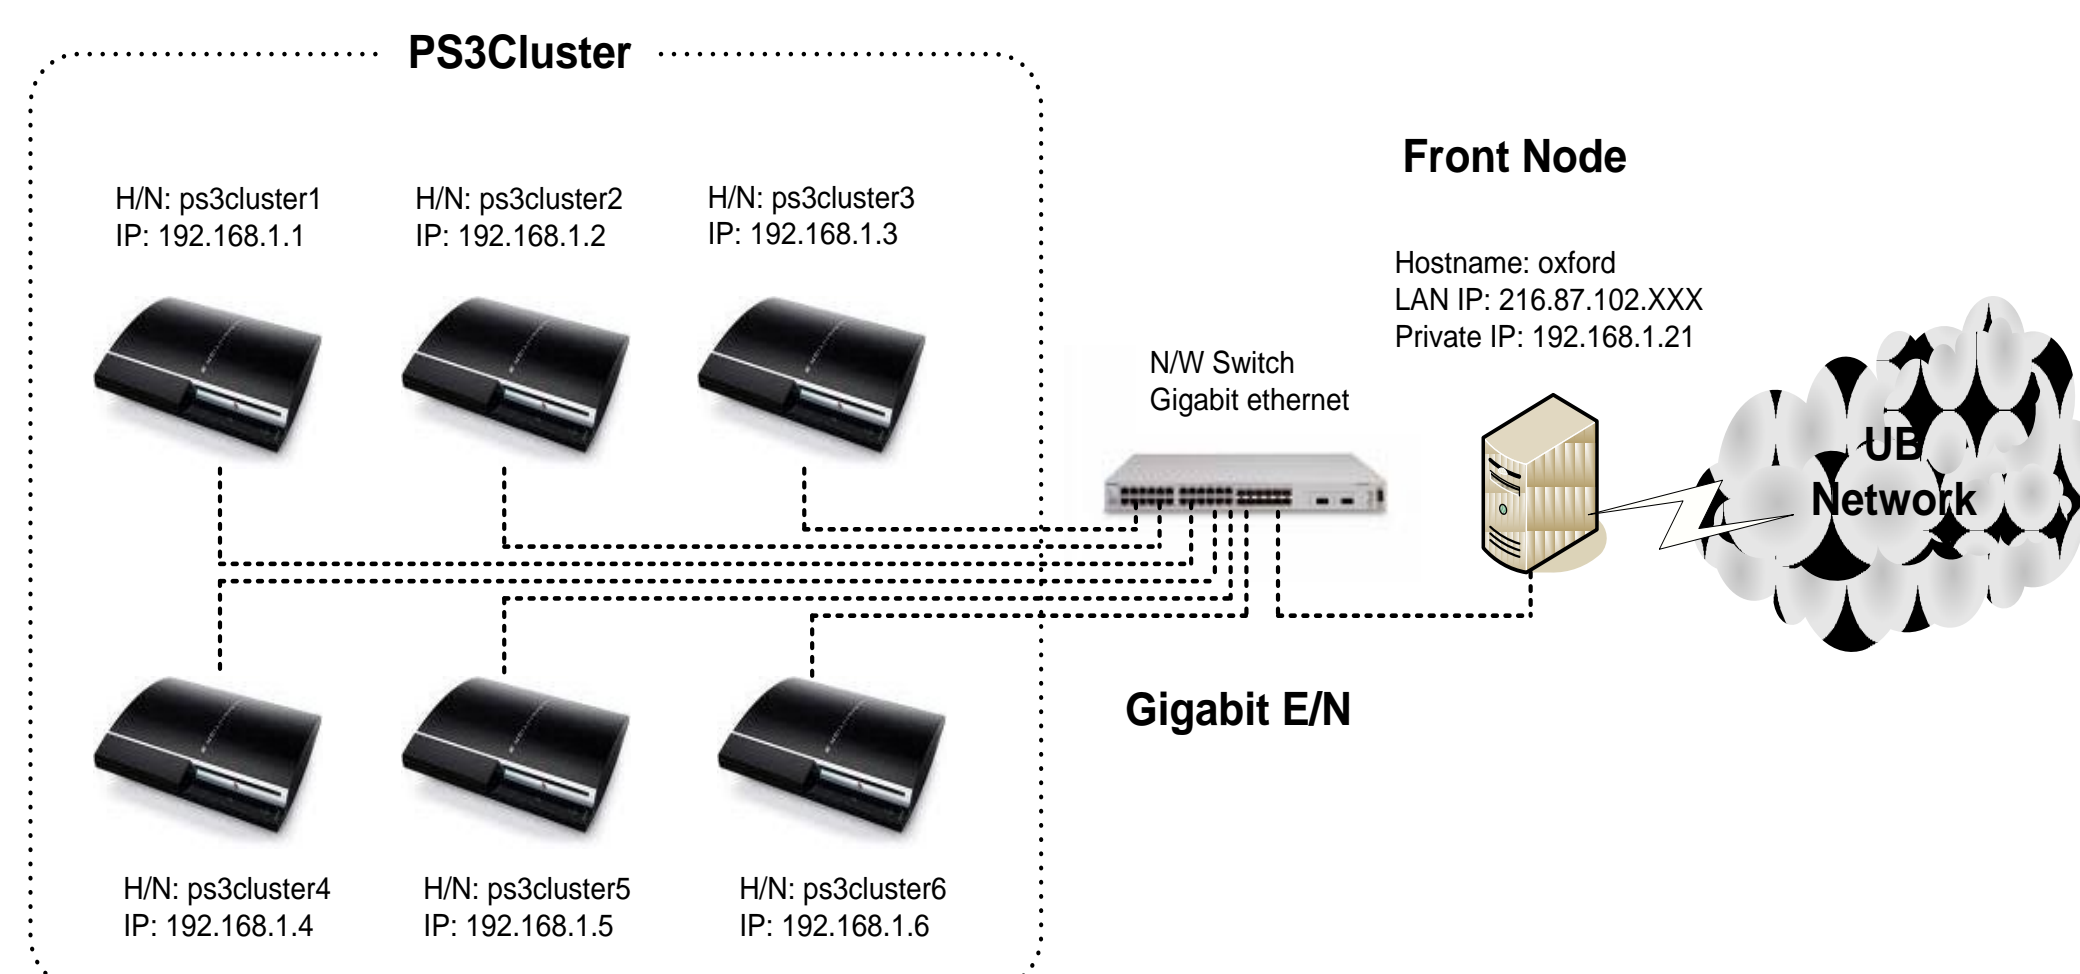 PS3Cluster
H/N: ps3cluster1
IP: 192.168.1.1
H/N: ps3cluster2
IP: 192.168.1.2
H/N: ps3cluster3
IP: 192.168.1.3
Front Node
Hostname: oxford
LAN IP: 216.87.102.XXX
Private IP: 192.168.1.21
N/W Switch
Gigabit ethernet
UB
Network
Gigabit E/N
H/N: ps3cluster4
IP: 192.168.1.4
H/N: ps3cluster5
IP: 192.168.1.5
H/N: ps3cluster6
IP: 192.168.1.6